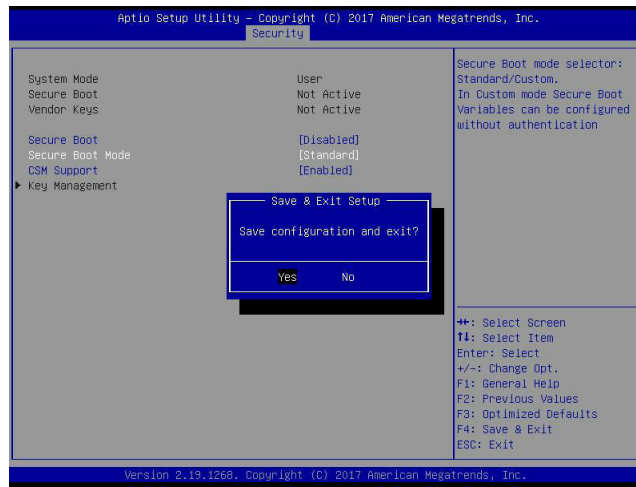 Aptio Setup Utility – Copyright (C) 2017 American Megatrends, Inc.
Security
System Mode User
Secure Boot Not Active
Vendor Keys Not Active
Secure Boot [Disabled]
Secure Boot Mode [Standard]
CSM Support [Enabled]
Key Management
Save & Exit Setup
Save configuration and exit?
Yes No
Secure Boot mode selector:
Standard/Custom.
In Custom mode Secure Boot
Variables can be configured
without authentication
→←: Select Screen
↑↓: Select Item
Enter: Select
+/-: Change Opt.
F1: General Help
F2: Previous Values
F3: Optimized Defaults
F4: Save & Exit
ESC: Exit
Version 2.19.1268. Copyright (C) 2017 American Megatrends, Inc.